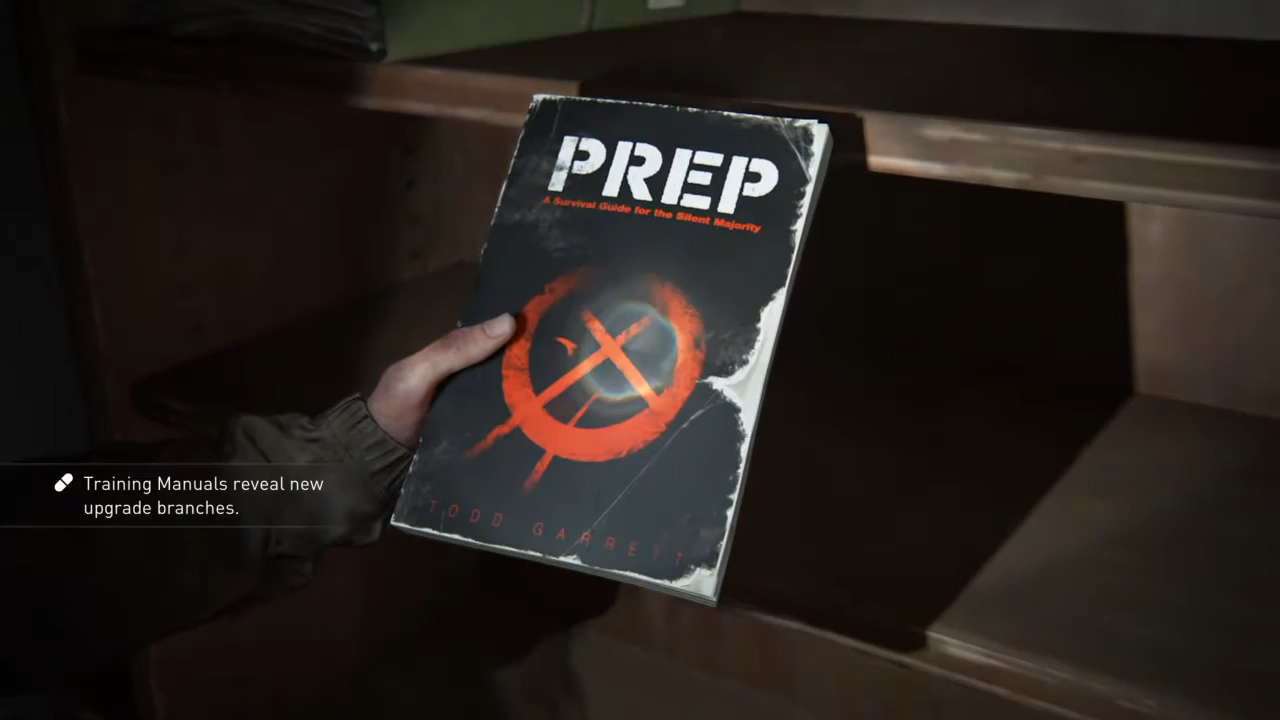 PREP
A Survival Guide for the Silent Majority
TODD GARRETT
Training Manuals reveal new
upgrade branches.